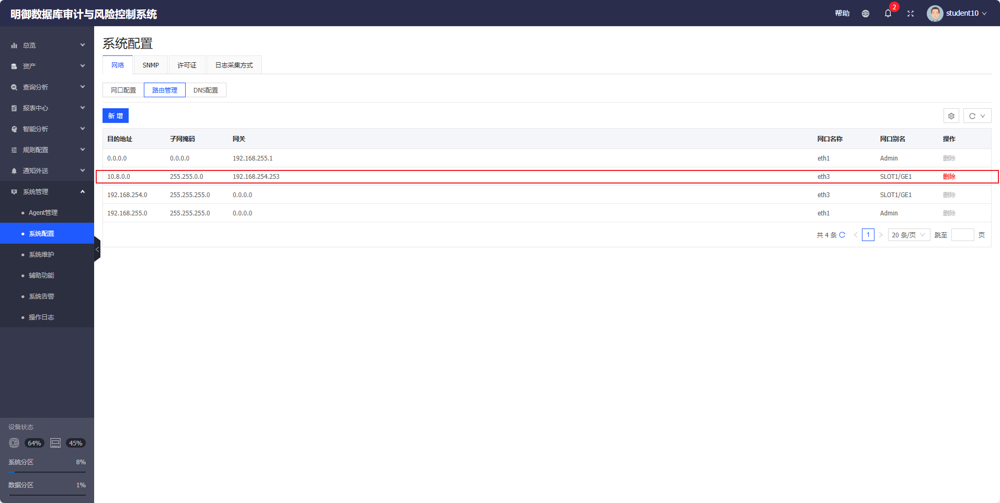 明御数据库审计与风险控制系统
帮助
2
student10
总览
资产
查询分析
报表中心
智能分析
规则配置
通知外送
系统管理
Agent管理
系统配置
系统维护
辅助功能
系统告警
操作日志
设备状态
64% 45%
系统分区 8%
数据分区 1%
系统配置
网络 SNMP 许可证 日志采集方式
网口配置 路由管理 DNS配置
新 增
目的地址 子网掩码 网关 网口名称 网口别名 操作
0.0.0.0 0.0.0.0 192.168.255.1 eth1 Admin 删除
10.8.0.0 255.255.0.0 192.168.254.253 eth3 SLOT1/GE1 删除
192.168.254.0 255.255.255.0 0.0.0.0 eth3 SLOT1/GE1 删除
192.168.255.0 255.255.255.0 0.0.0.0 eth1 Admin 删除
共 4 条 < 1 > 20 条/页 跳至 页